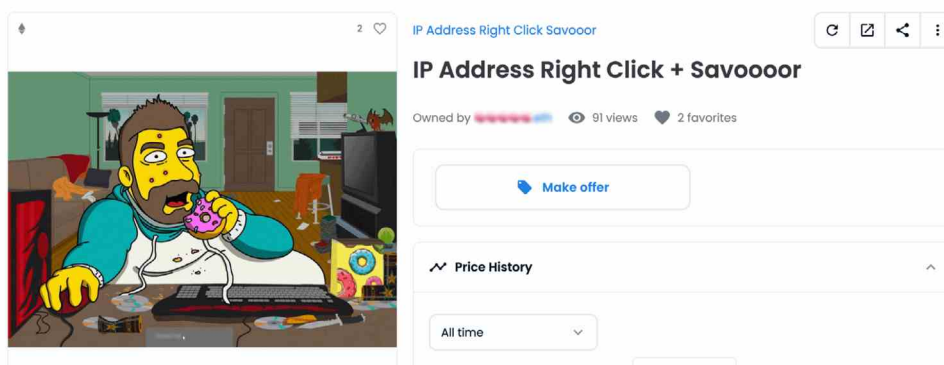 2
IP Address Right Click Savooor
IP Address Right Click + Savoooor
Owned by
91 views
2 favorites
Make offer
Price History
All time